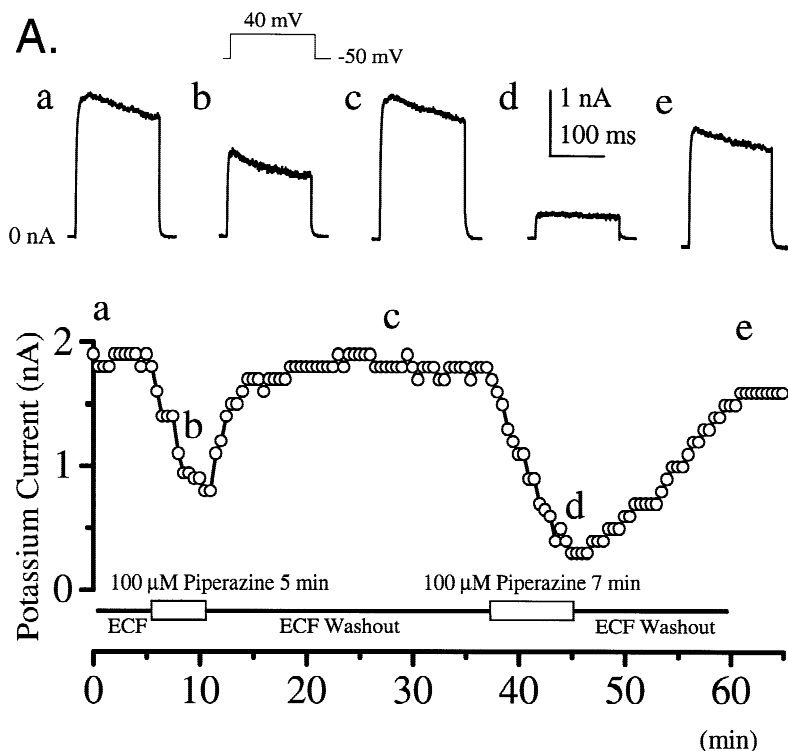 A.
40 mV
-50 mV
a
b
c
d
e
1 nA
100 ms
0 nA
a
c
e
2
b
1
d
0
Potassium Current (nA)
100 µM Piperazine 5 min
100 µM Piperazine 7 min
ECF
ECF Washout
ECF Washout
0 10 20 30 40 50 60
(min)